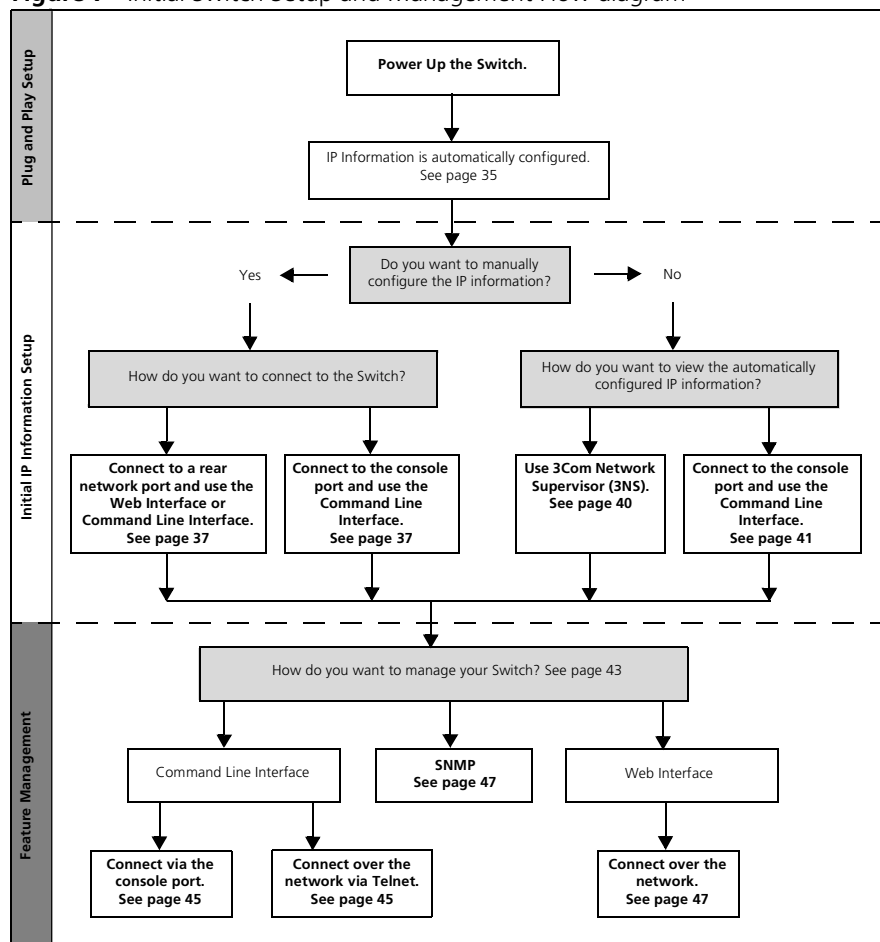 Initial Switch Setup and Management Flow diagram
Plug and Play Setup
Power Up the Switch.
IP Information is automatically configured.
See page 35
Initial IP Information Setup
Do you want to manually
configure the IP information?
Yes
No
How do you want to connect to the Switch?
How do you want to view the automatically
configured IP information?
Connect to a rear
network port and use the
Web Interface or
Command Line Interface.
See page 37
Connect to the console
port and use the
Command Line
Interface.
See page 37
Use 3Com Network
Supervisor (3NS).
See page 40
Connect to the console
port and use the
Command Line
Interface.
See page 41
Feature Management
How do you want to manage your Switch? See page 43
Command Line Interface
SNMP
See page 47
Web Interface
Connect via the
console port.
See page 45
Connect over the
network via Telnet.
See page 45
Connect over the
network.
See page 47